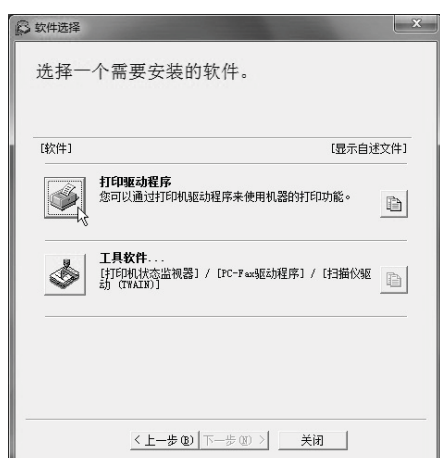 软件选择
选择一个需要安装的软件。
[软件] [显示自述文件]
打印驱动程序
您可以通过打印机驱动程序来使用机器的打印功能。
工具软件...
[打印机状态监视器] / [PC-Fax驱动程序] / [扫描仪驱
动 (TWAIN)]
<上一步(B) 下一步(N)> 关闭